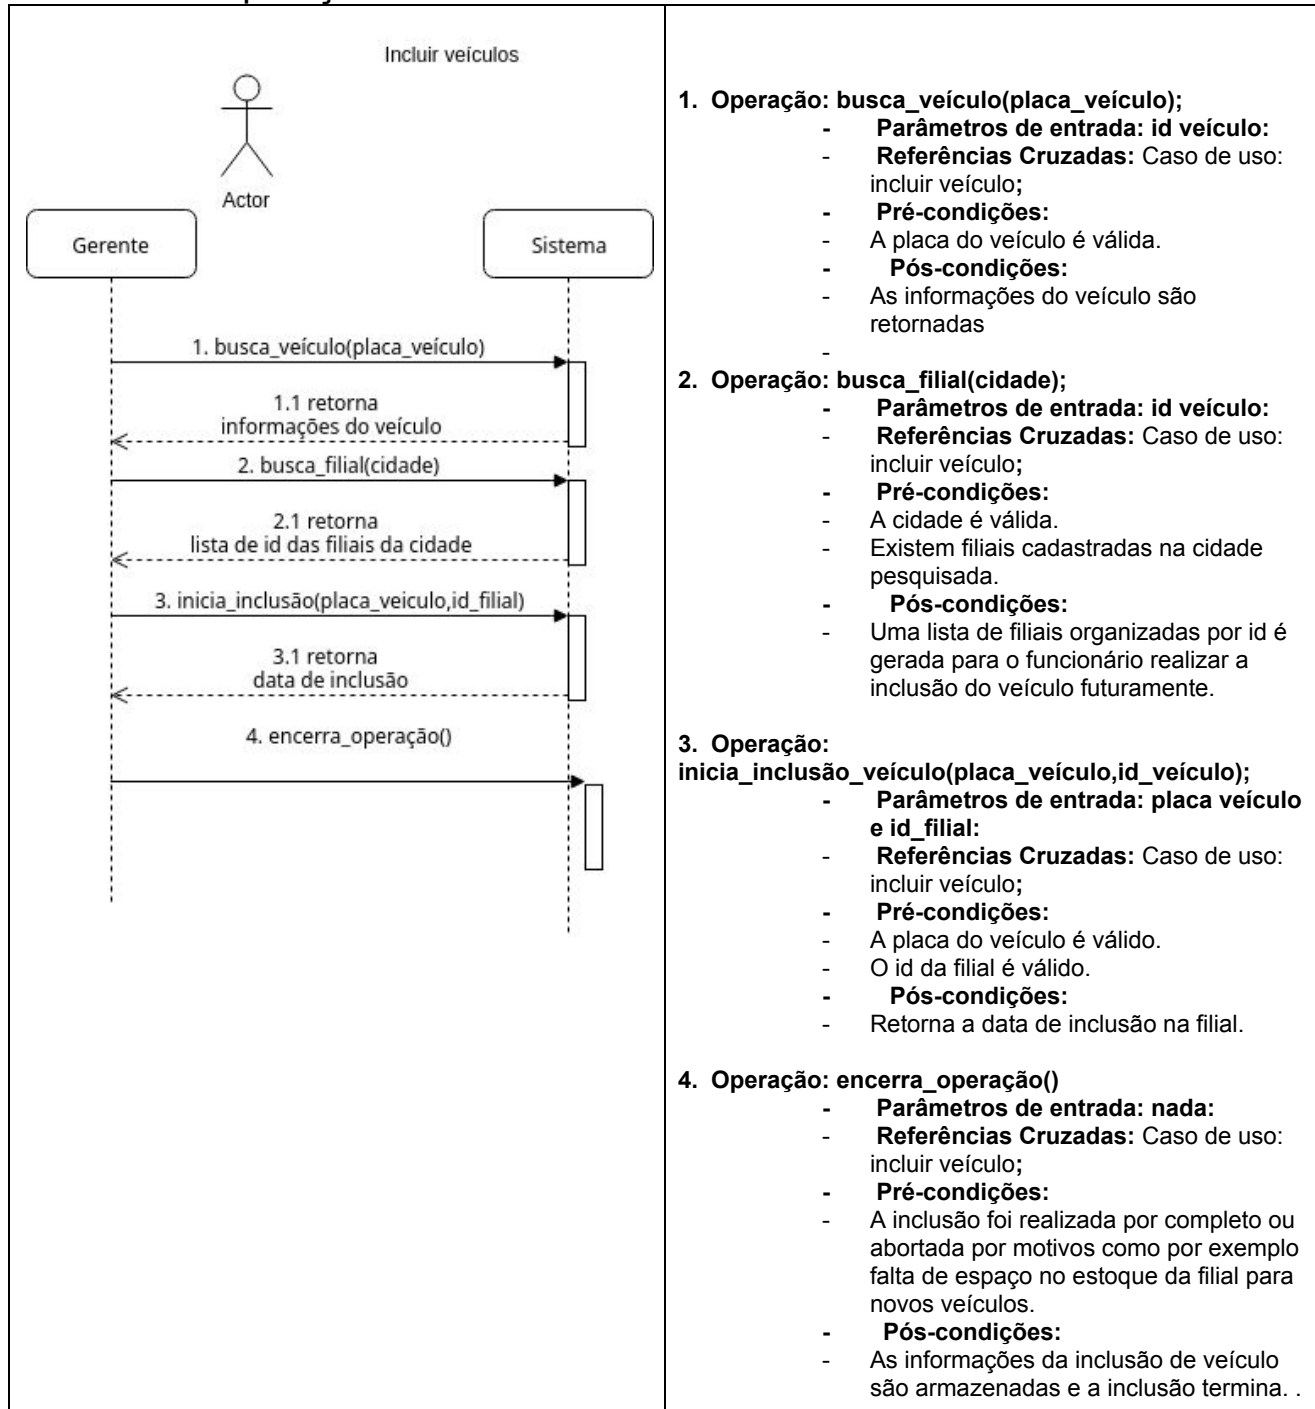 Incluir veículos
Actor
Gerente
Sistema
1. busca_veículo(placa_veículo)
1.1 retorna
informações do veículo
2. busca_filial(cidade)
2.1 retorna
lista de id das filiais da cidade
3. inicia_inclusão(placa_veiculo,id_filial)
3.1 retorna
data de inclusão
4. encerra_operação()
1. Operação: busca_veículo(placa_veículo);
- Parâmetros de entrada: id veículo:
- Referências Cruzadas: Caso de uso:
incluir veículo;
- Pré-condições:
- A placa do veículo é válida.
- Pós-condições:
- As informações do veículo são
retornadas
-
2. Operação: busca_filial(cidade);
- Parâmetros de entrada: id veículo:
- Referências Cruzadas: Caso de uso:
incluir veículo;
- Pré-condições:
- A cidade é válida.
- Existem filiais cadastradas na cidade
pesquisada.
- Pós-condições:
- Uma lista de filiais organizadas por id é
gerada para o funcionário realizar a
inclusão do veículo futuramente.
3. Operação:
inicia_inclusão_veículo(placa_veículo,id_veículo);
- Parâmetros de entrada: placa veículo
e id_filial:
- Referências Cruzadas: Caso de uso:
incluir veículo;
- Pré-condições:
- A placa do veículo é válido.
- O id da filial é válido.
- Pós-condições:
- Retorna a data de inclusão na filial.
4. Operação: encerra_operação()
- Parâmetros de entrada: nada:
- Referências Cruzadas: Caso de uso:
incluir veículo;
- Pré-condições:
- A inclusão foi realizada por completo ou
abortada por motivos como por exemplo
falta de espaço no estoque da filial para
novos veículos.
- Pós-condições:
- As informações da inclusão de veículo
são armazenadas e a inclusão termina. .